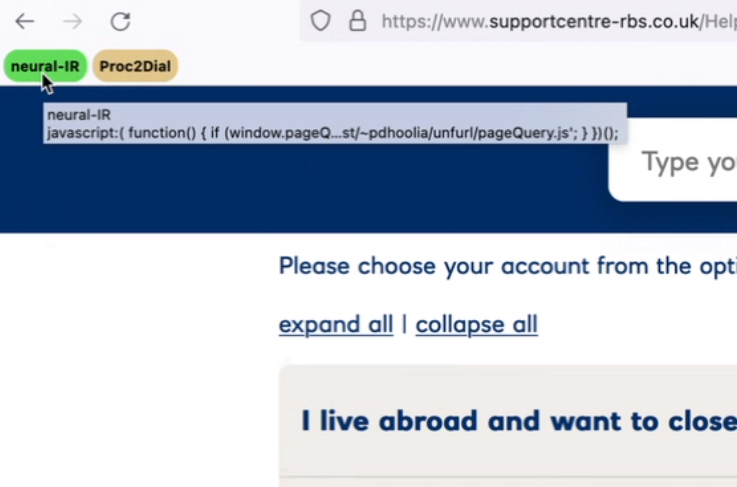 https://www.supportcentre-rbs.co.uk/Help
neural-IR Proc2Dial
neural-IR
javascript:( function() { if (window.pageQ...st/~pdhoolia/unfurl/pageQuery.js'; } })();
Type yo
Please choose your account from the opti
expand all | collapse all
I live abroad and want to close